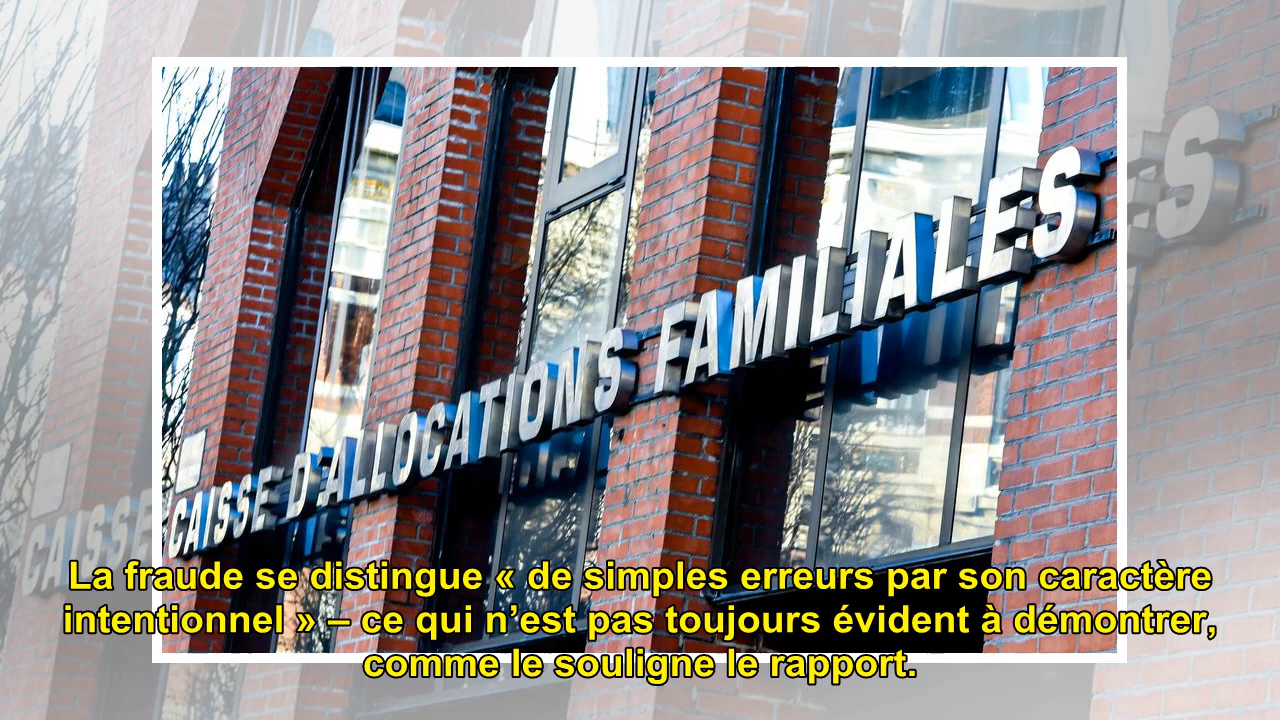 CAISSE D'ALLOCATIONS FAMILIALES
La fraude se distingue « de simples erreurs par son caractère
intentionnel » – ce qui n’est pas toujours évident à démontrer,
comme le souligne le rapport.